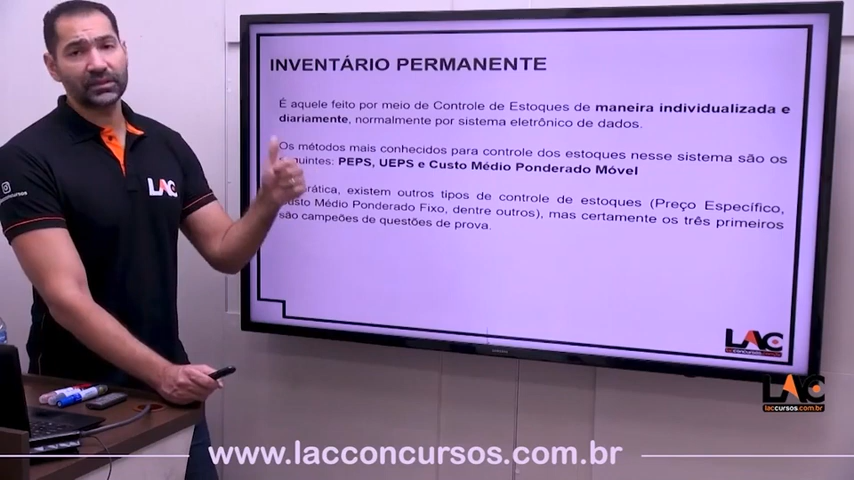 INVENTÁRIO PERMANENTE
É aquele feito por meio de Controle de Estoques de maneira individualizada e
diariamente, normalmente por sistema eletrônico de dados.
Os métodos mais conhecidos para controle dos estoques nesse sistema são os
PEPS, UEPS e Custo Médio Ponderado Móvel
prática, existem outros tipos de controle de estoques (Preço Específico,
Médio Ponderado Fixo, dentre outros), mas certamente os três primeiros
são campeões de questões de prova.
LAC
LAC
CONCURSOS
LAC
laccursos.com.br
www.lacconcursos.com.br